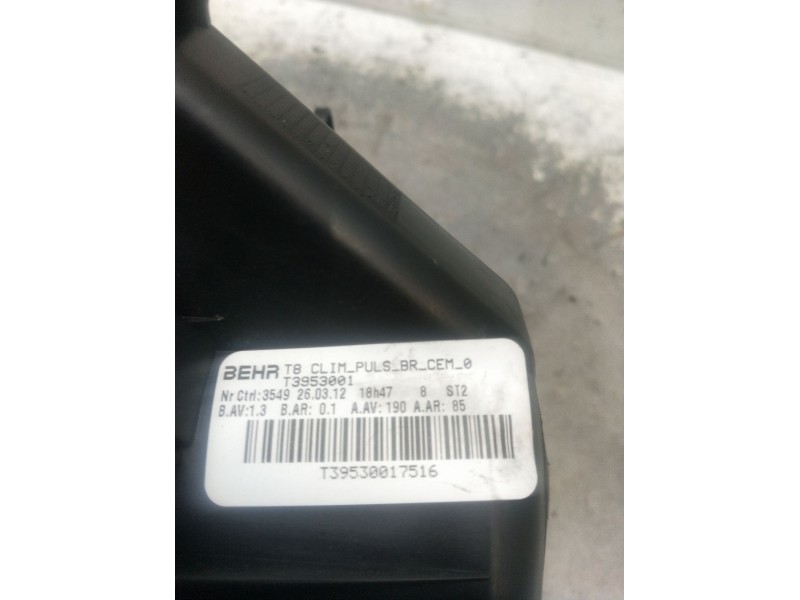 BEHR T8 CLIM_PULS_BR_CEM_0
T3953001
Nr Ctrl:3549 26.03.12 18h47 8 ST2
B.AV:1.3 B.AR: 0.1 A.AV: 190 A.AR: 85
T39530017516